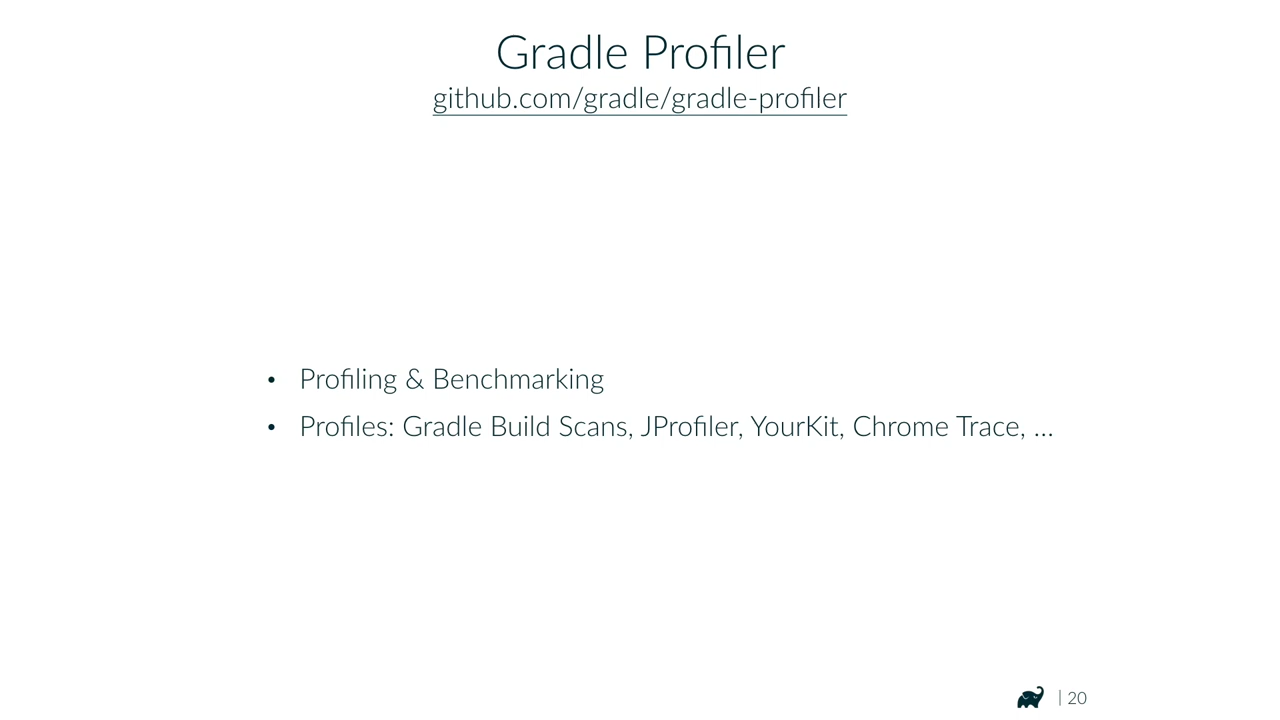 Gradle Profiler
github.com/gradle/gradle-profiler
• Profiling & Benchmarking
• Profiles: Gradle Build Scans, JProfiler, YourKit, Chrome Trace, ...
| 20